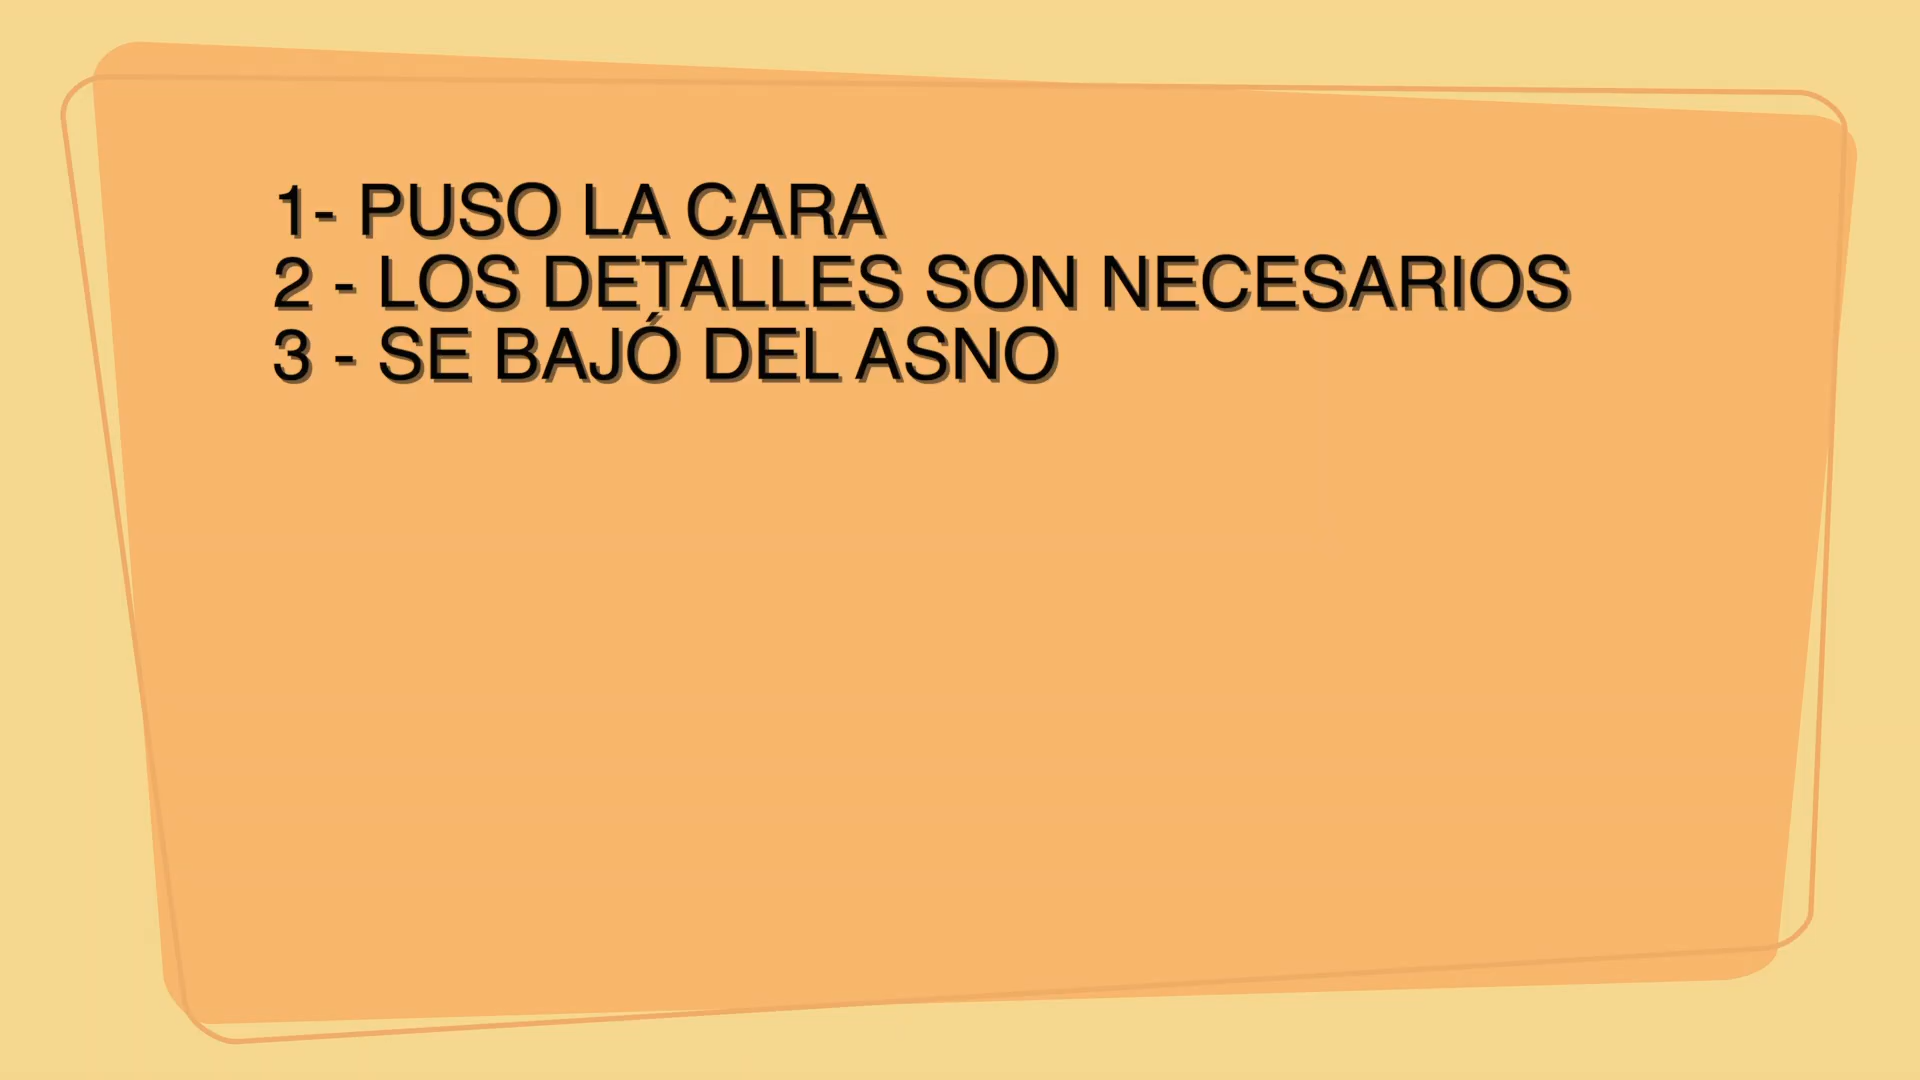 1- PUSO LA CARA
2 - LOS DETALLES SON NECESARIOS
3 - SE BAJÓ DEL ASNO